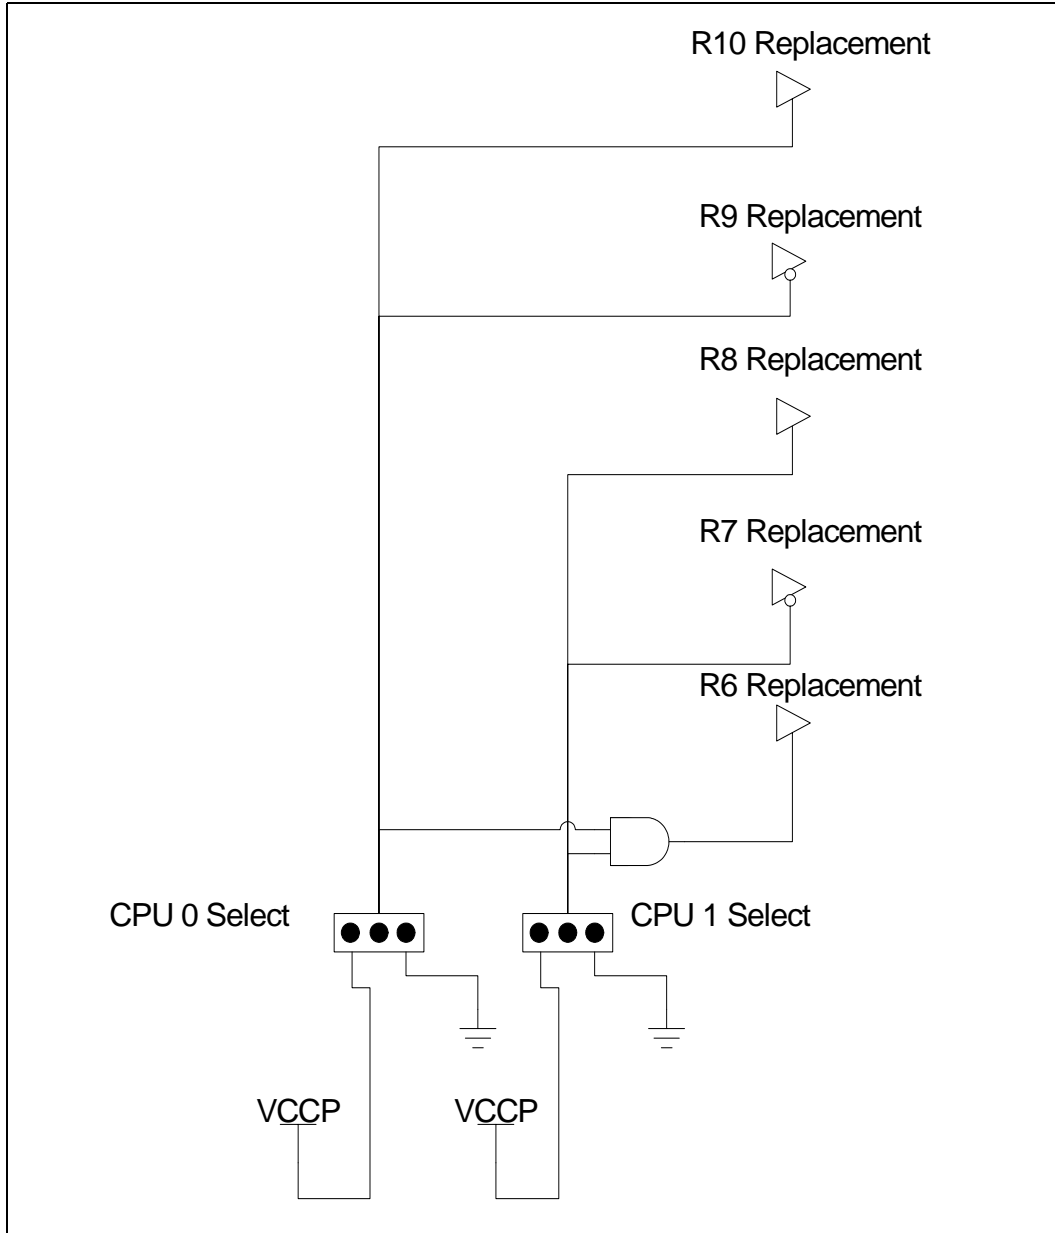 R10 Replacement
R9 Replacement
R8 Replacement
R7 Replacement
R6 Replacement
CPU 0 Select
CPU 1 Select
VCCP
VCCP